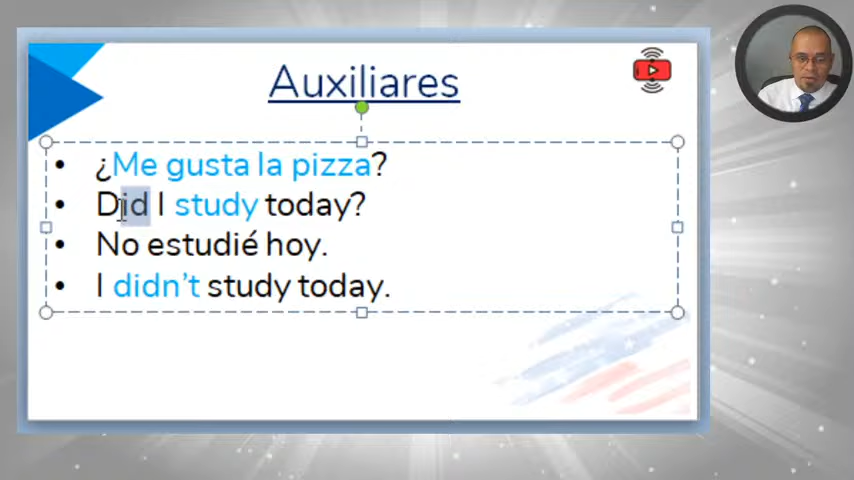 Auxiliares
• ¿Me gusta la pizza?
• Did I study today?
• No estudié hoy.
• I didn't study today.